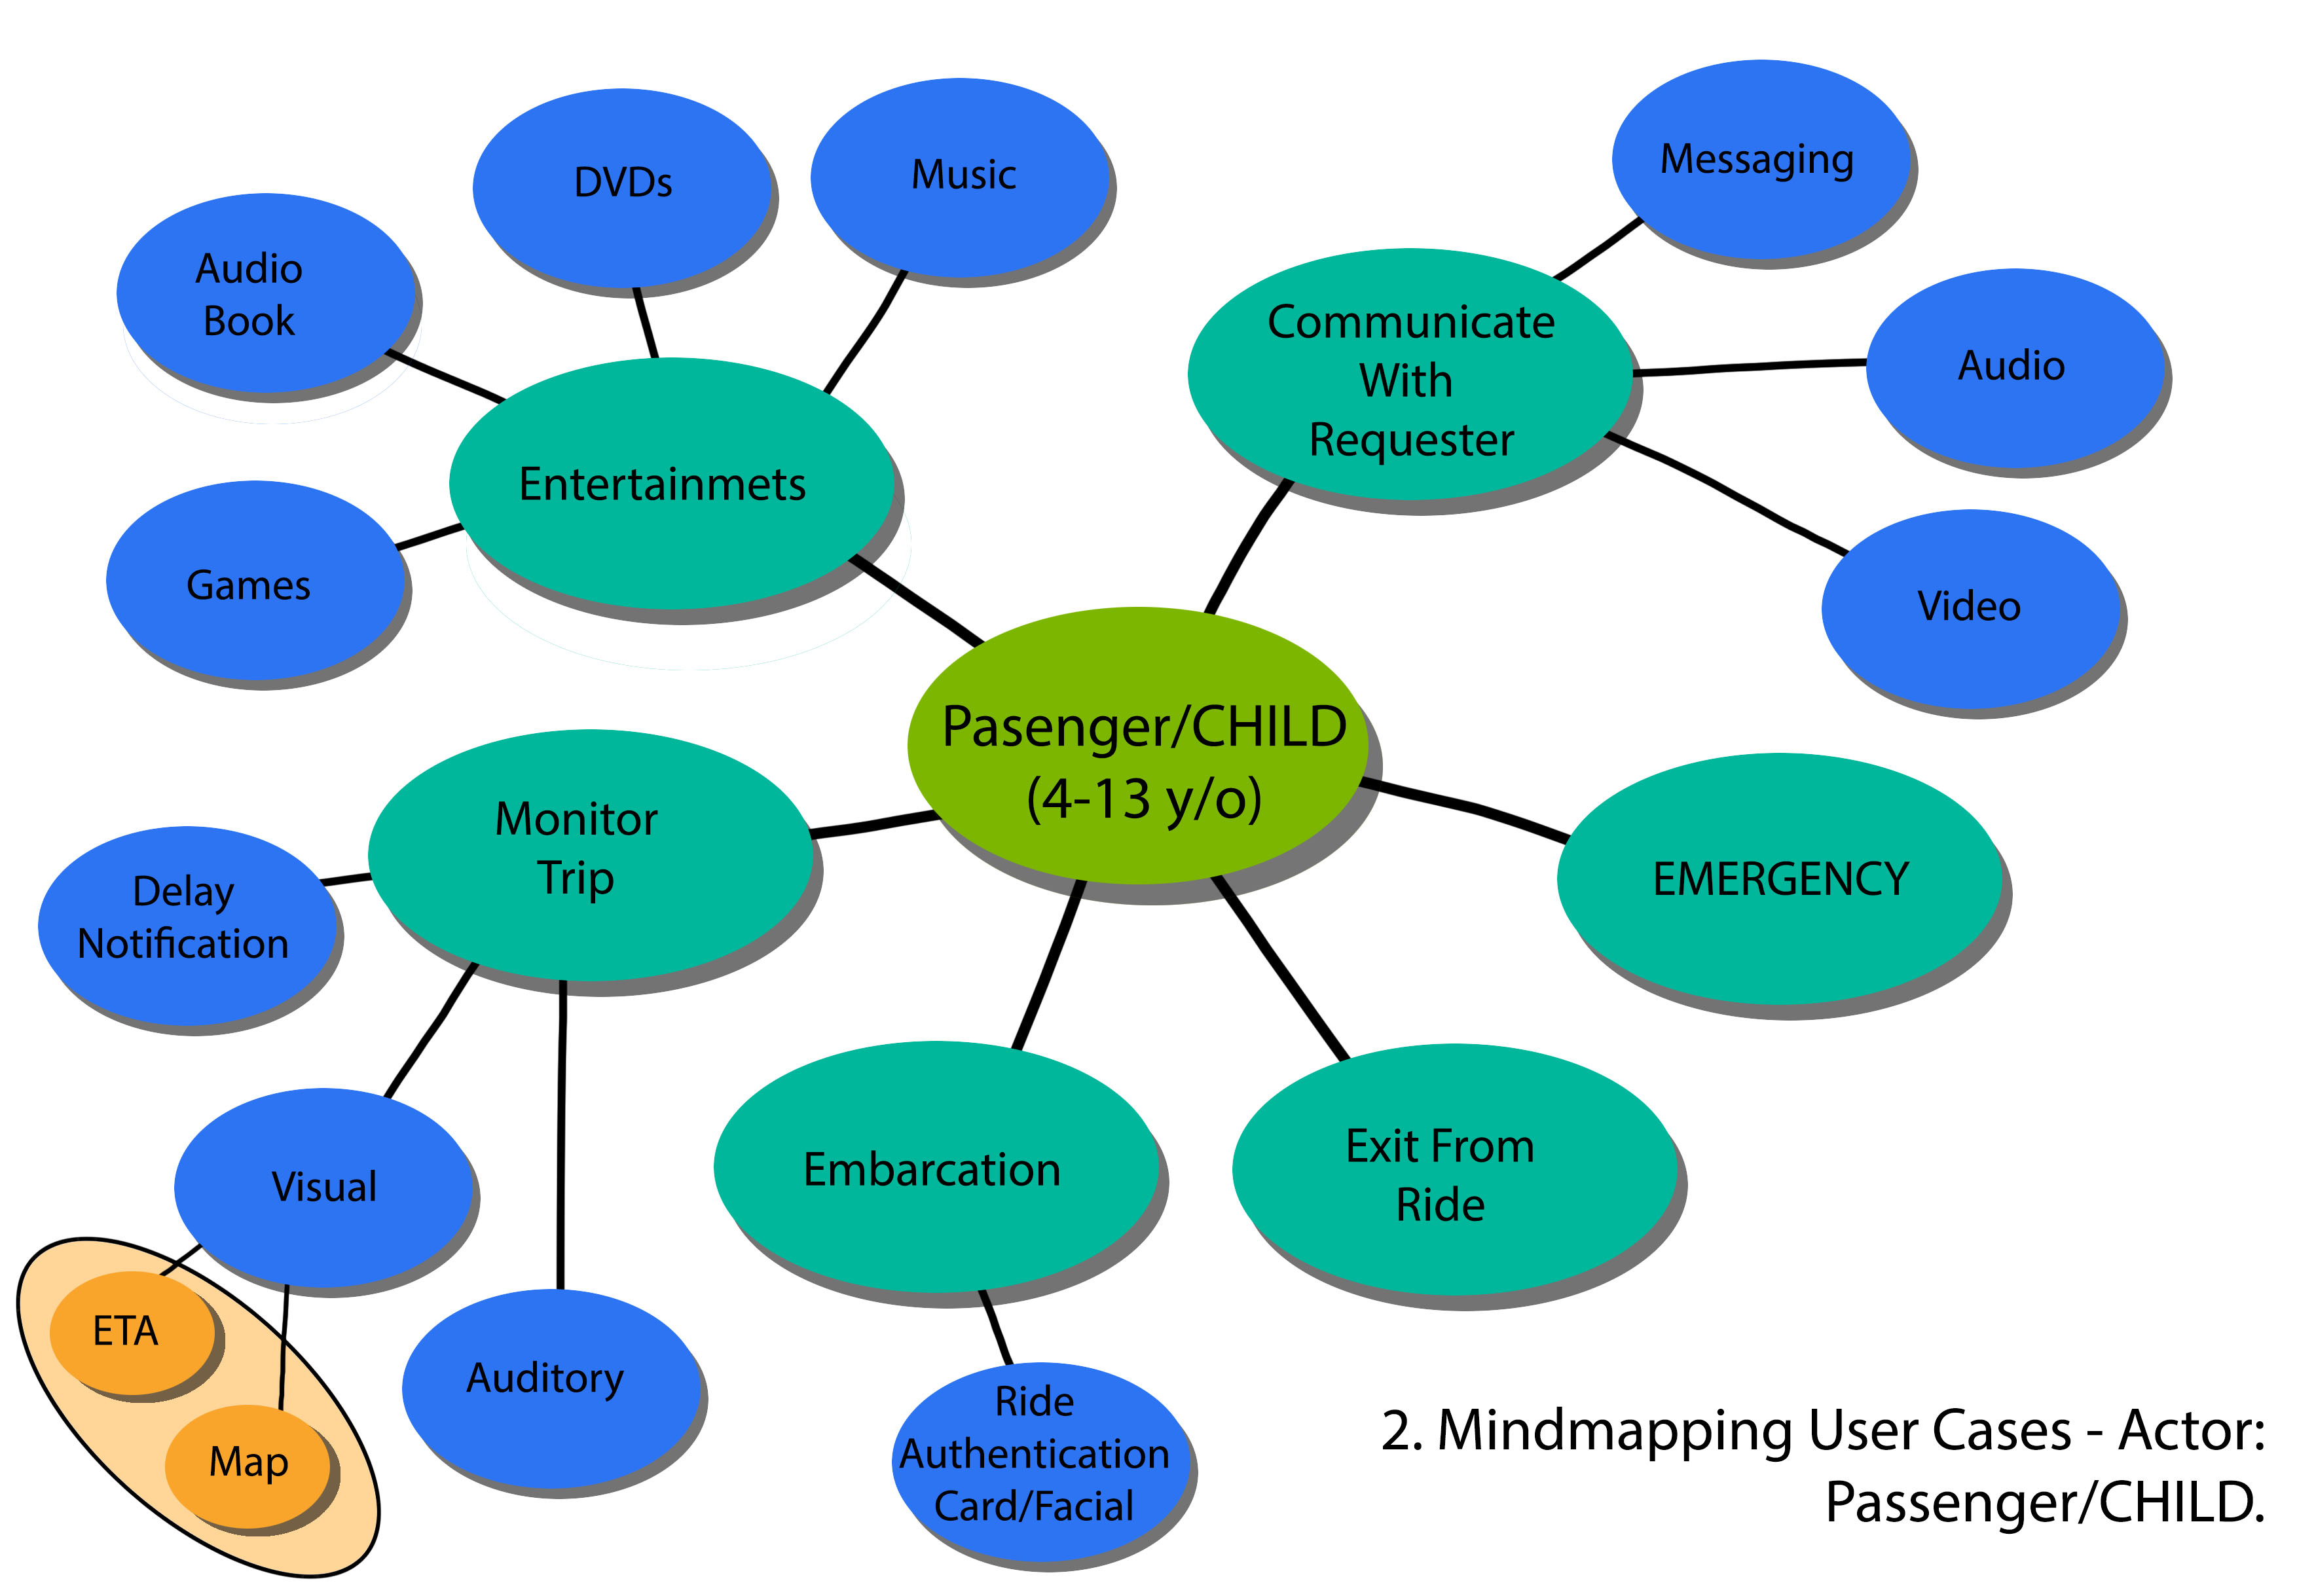 DVDs
Music
Messaging
Audio
Book
Communicate
With
Requester
Audio
Entertainmets
Games
Video
Pasenger/CHILD
(4-13 y/o)
Monitor
Trip
EMERGENCY
Delay
Notification
Embarcation
Exit From
Ride
Visual
ETA
Map
Auditory
Ride
Authentication
Card/Facial
2. Mindmapping User Cases - Actor:
Passenger/CHILD.